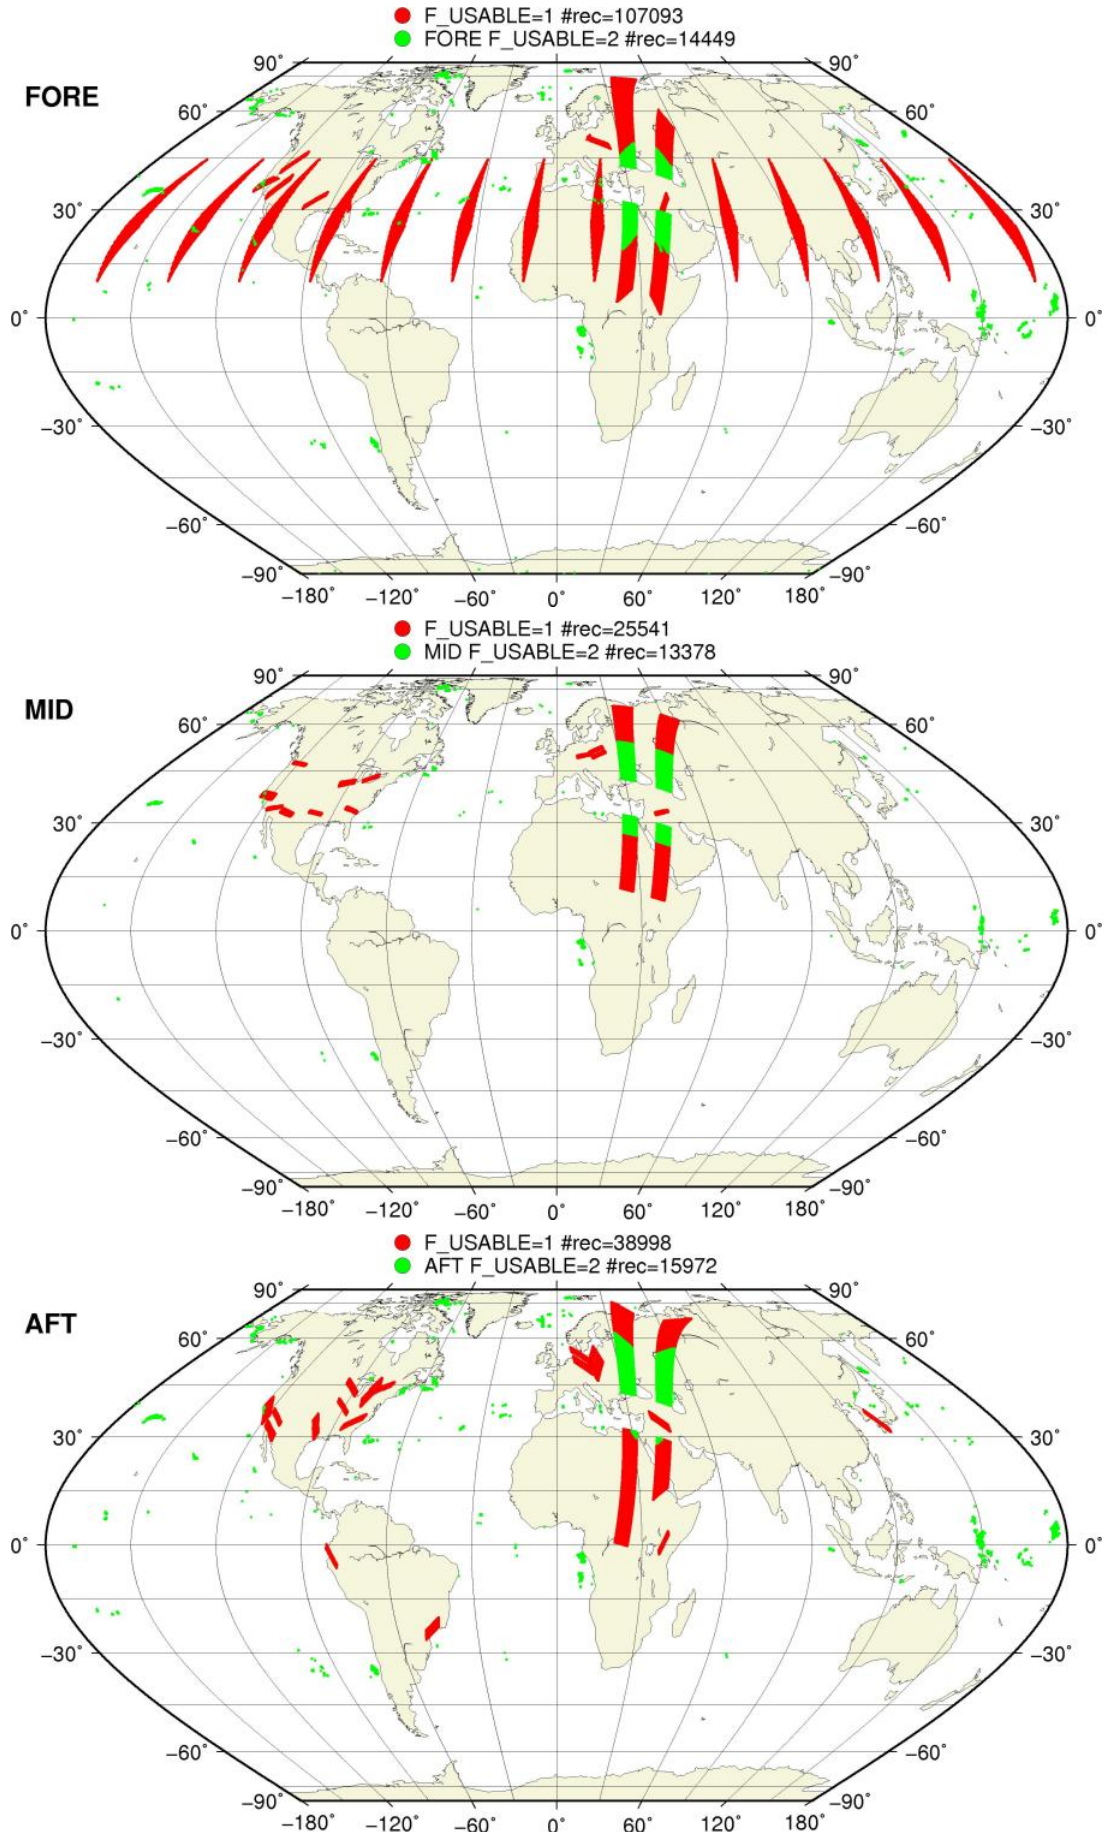 F_USABLE=1 #rec=107093
FORE F_USABLE=2 #rec=14449
FORE
90° 90°
60° 60°
30° 30°
0° 0°
−30° −30°
−60° −60°
−90° −90°
−180° −120° −60° 0° 60° 120° 180°
F_USABLE=1 #rec=25541
MID F_USABLE=2 #rec=13378
MID
90° 90°
60° 60°
30° 30°
0° 0°
−30° −30°
−60° −60°
−90° −90°
−180° −120° −60° 0° 60° 120° 180°
F_USABLE=1 #rec=38998
AFT F_USABLE=2 #rec=15972
AFT
90° 90°
60° 60°
30° 30°
0° 0°
−30° −30°
−60° −60°
−90° −90°
−180° −120° −60° 0° 60° 120° 180°